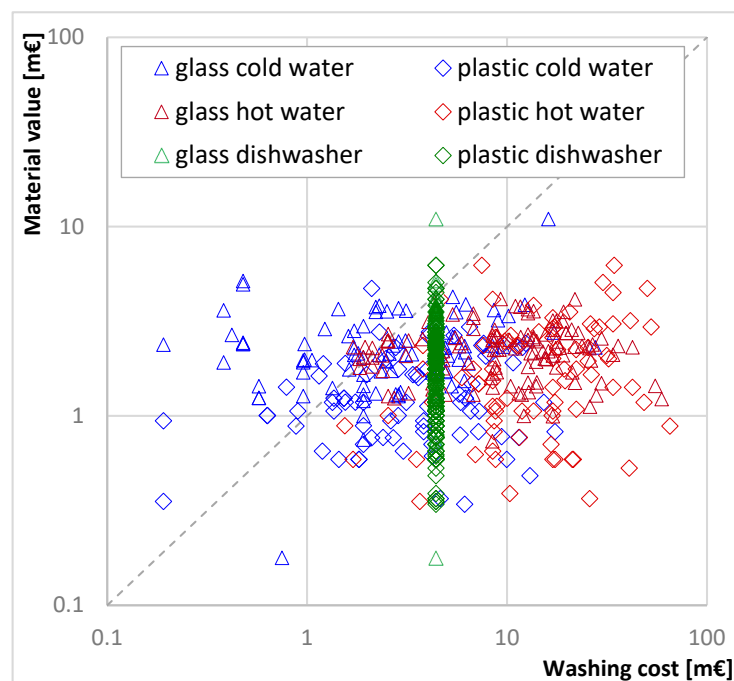 Material value [m€]
100
△ glass cold water ◇ plastic cold water
△ glass hot water ◇ plastic hot water
△ glass dishwasher ◇ plastic dishwasher
10
1
0.1
0.1 1 10 100
Washing cost [m€]